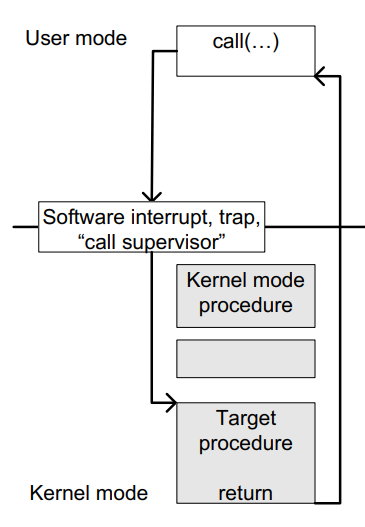 User mode
call(…)
Software interrupt, trap,
“call supervisor”
Kernel mode
procedure
Target
procedure
Kernel mode
return